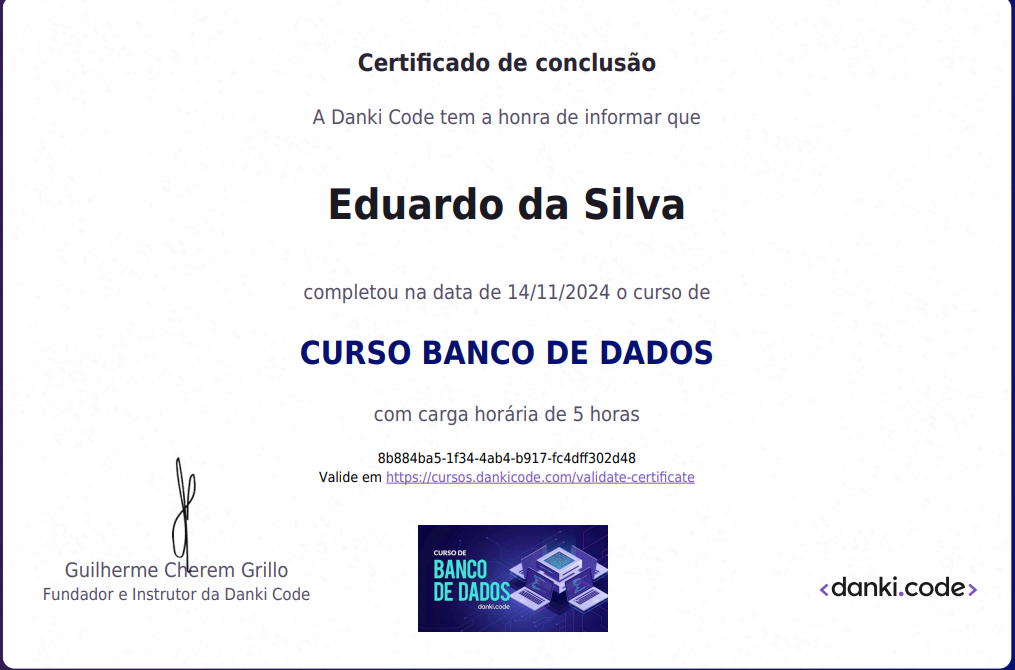 Certificado de conclusão
A Danki Code tem a honra de informar que
Eduardo da Silva
completou na data de 14/11/2024 o curso de
CURSO BANCO DE DADOS
com carga horária de 5 horas
8b884ba5-1f34-4ab4-b917-fc4dff302d48
Valide em https://cursos.dankicode.com/validate-certificate
Guilherme Cherem Grillo
Fundador e Instrutor da Danki Code
CURSO DE
BANCO
DE DADOS
danki.code
<danki.code>